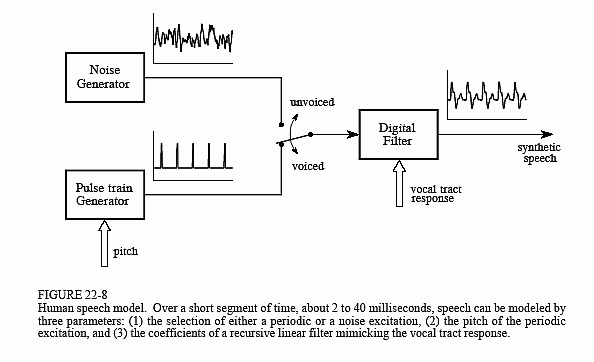 Noise
Generator
unvoiced
voiced
Digital
Filter
synthetic
speech
vocal tract
response
Pulse train
Generator
pitch
FIGURE 22-8
Human speech model. Over a short segment of time, about 2 to 40 milliseconds, speech can be modeled by
three parameters: (1) the selection of either a periodic or a noise excitation, (2) the pitch of the periodic
excitation, and (3) the coefficients of a recursive linear filter mimicking the vocal tract response.